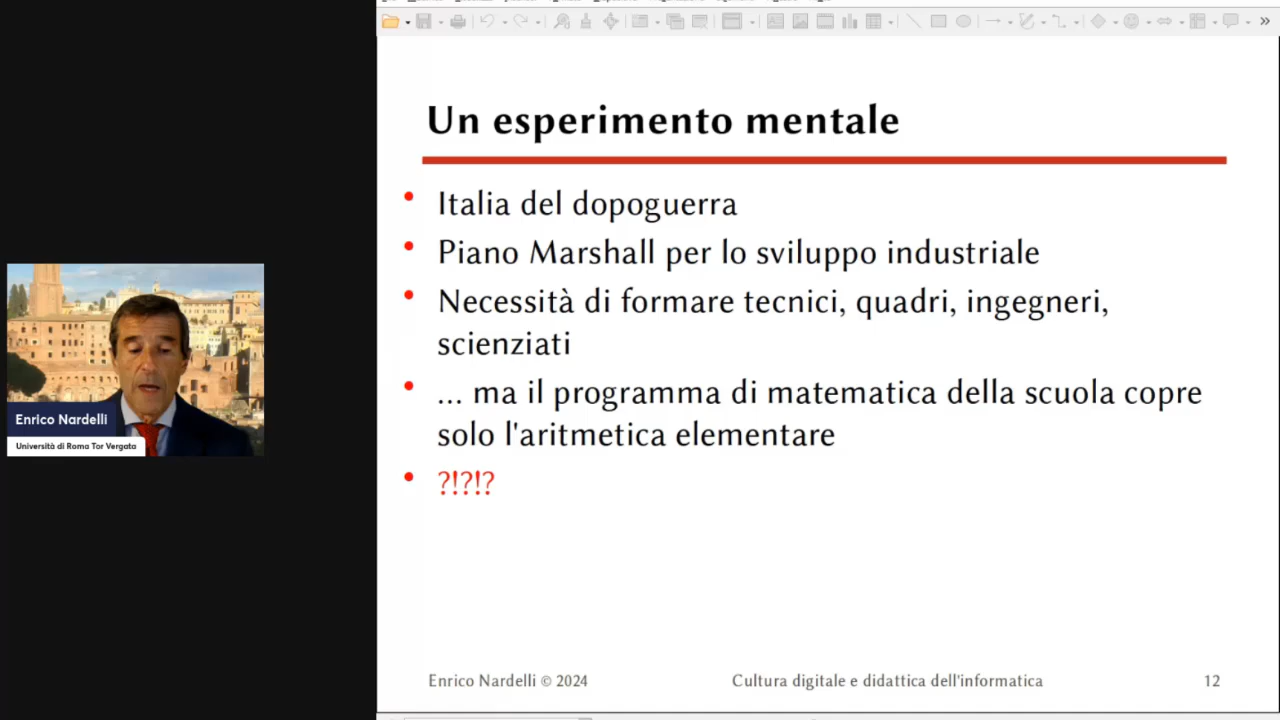 Un esperimento mentale
• Italia del dopoguerra
• Piano Marshall per lo sviluppo industriale
• Necessità di formare tecnici, quadri, ingegneri,
scienziati
• ... ma il programma di matematica della scuola copre
solo l'aritmetica elementare
• ?!?!?
Enrico Nardelli
Università di Roma Tor Vergata
Enrico Nardelli © 2024
Cultura digitale e didattica dell'informatica
12